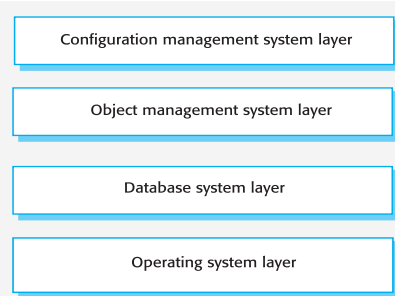 Configuration management system layer
Object management system layer
Database system layer
Operating system layer